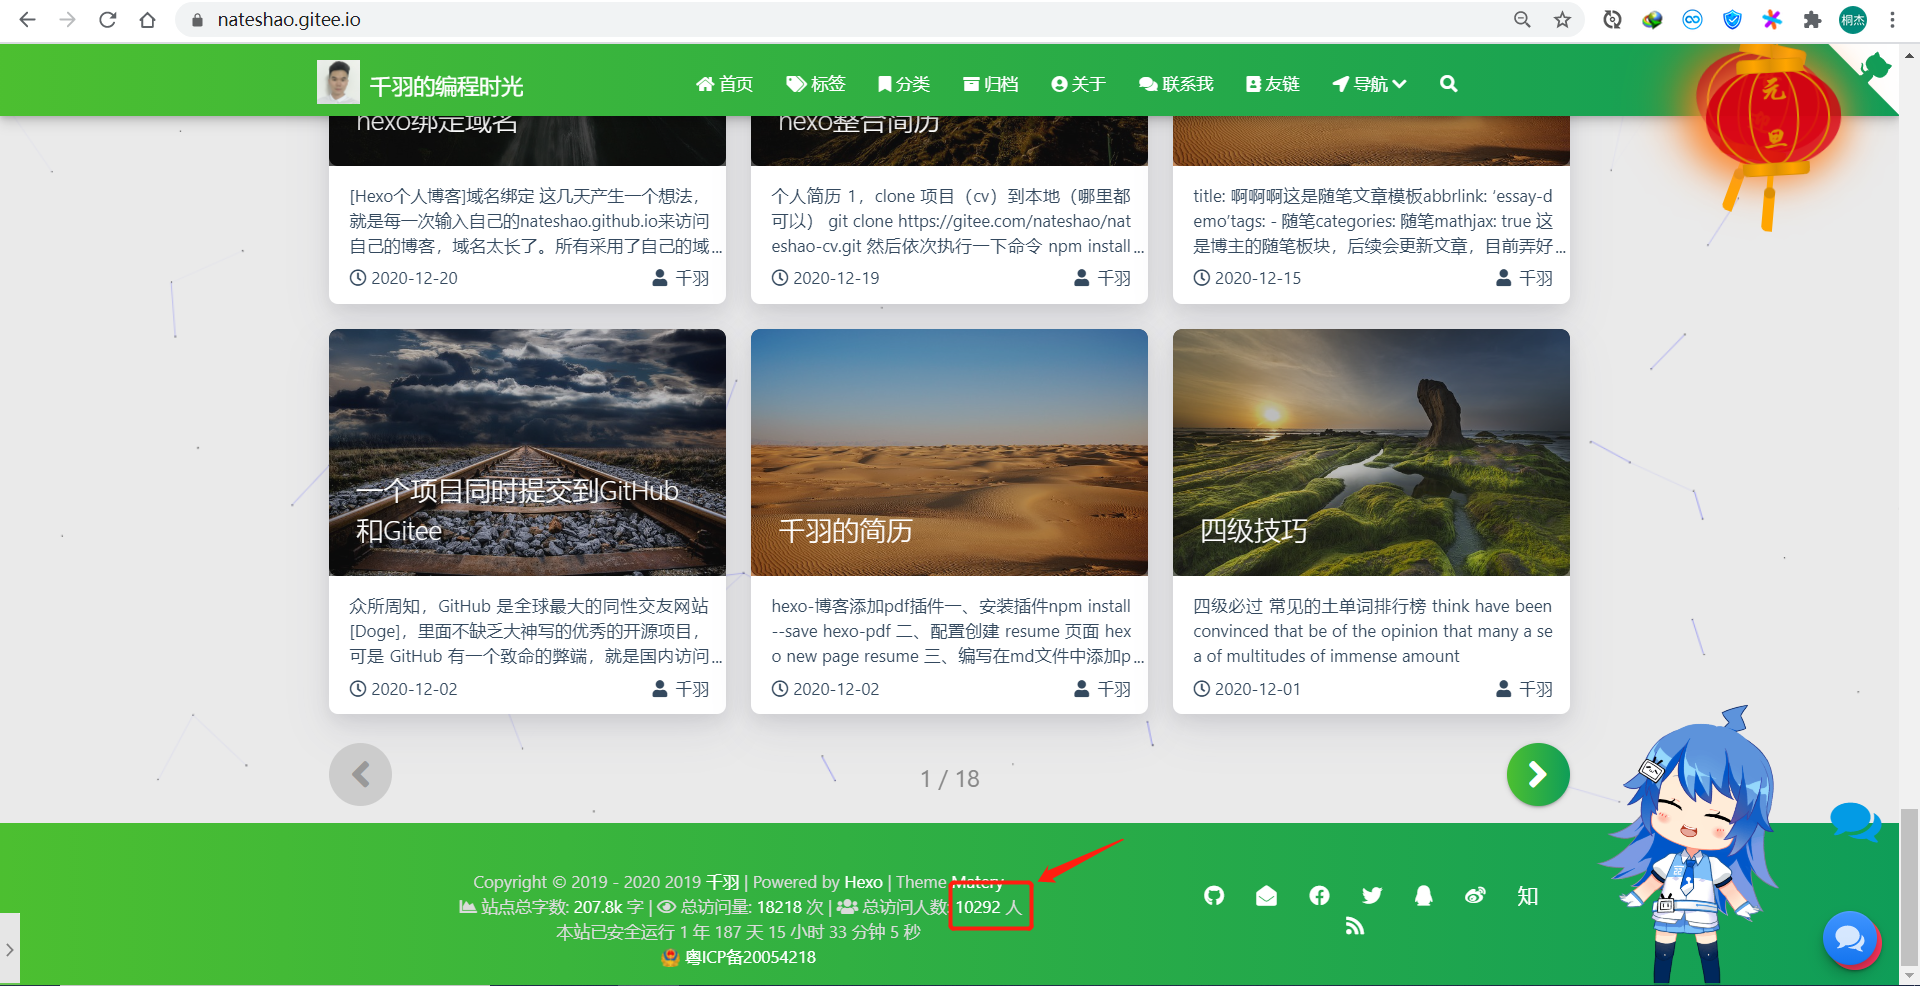 nateshao.gitee.io
桐杰
千羽的编程时光
首页 标签 分类 归档 关于 联系我 友链 导航
元
旦
hexo绑定域名
[Hexo个人博客]域名绑定 这几天产生一个想法，
就是每一次输入自己的nateshao.github.io来访问
自己的博客，域名太长了。所有采用了自己的域...
2020-12-20 千羽
hexo整合简历
个人简历 1，clone 项目（cv）到本地（哪里都
可以） git clone https://gitee.com/nateshao/nat
eshao-cv.git 然后依次执行一下命令 npm install...
2020-12-19 千羽
title: 啊啊啊这是随笔文章模板abbrlink: ‘essay-d
emo’tags: - 随笔categories: 随笔mathjax: true 这
是博主的随笔板块，后续会更新文章，目前弄好...
2020-12-15 千羽
一个项目同时提交到GitHub
和Gitee
众所周知，GitHub 是全球最大的同性交友网站
[Doge]，里面不缺乏大神写的优秀的开源项目，
可是 GitHub 有一个致命的弊端，就是国内访问...
2020-12-02 千羽
千羽的简历
hexo-博客添加pdf插件一、安装插件npm install
--save hexo-pdf 二、配置创建 resume 页面 hex
o new page resume 三、编写在md文件中添加p...
2020-12-02 千羽
四级技巧
四级必过 常见的土单词排行榜 think have been
convinced that be of the opinion that many a se
a of multitudes of immense amount
2020-12-01 千羽
1 / 18
Copyright © 2019 - 2020 2019 千羽 | Powered by Hexo | Theme Matery
站点总字数: 207.8k 字 | 总访问量: 18218 次 | 总访问人数: 10292 人
本站已安全运行 1 年 187 天 15 小时 33 分钟 5 秒
粤ICP备20054218
知